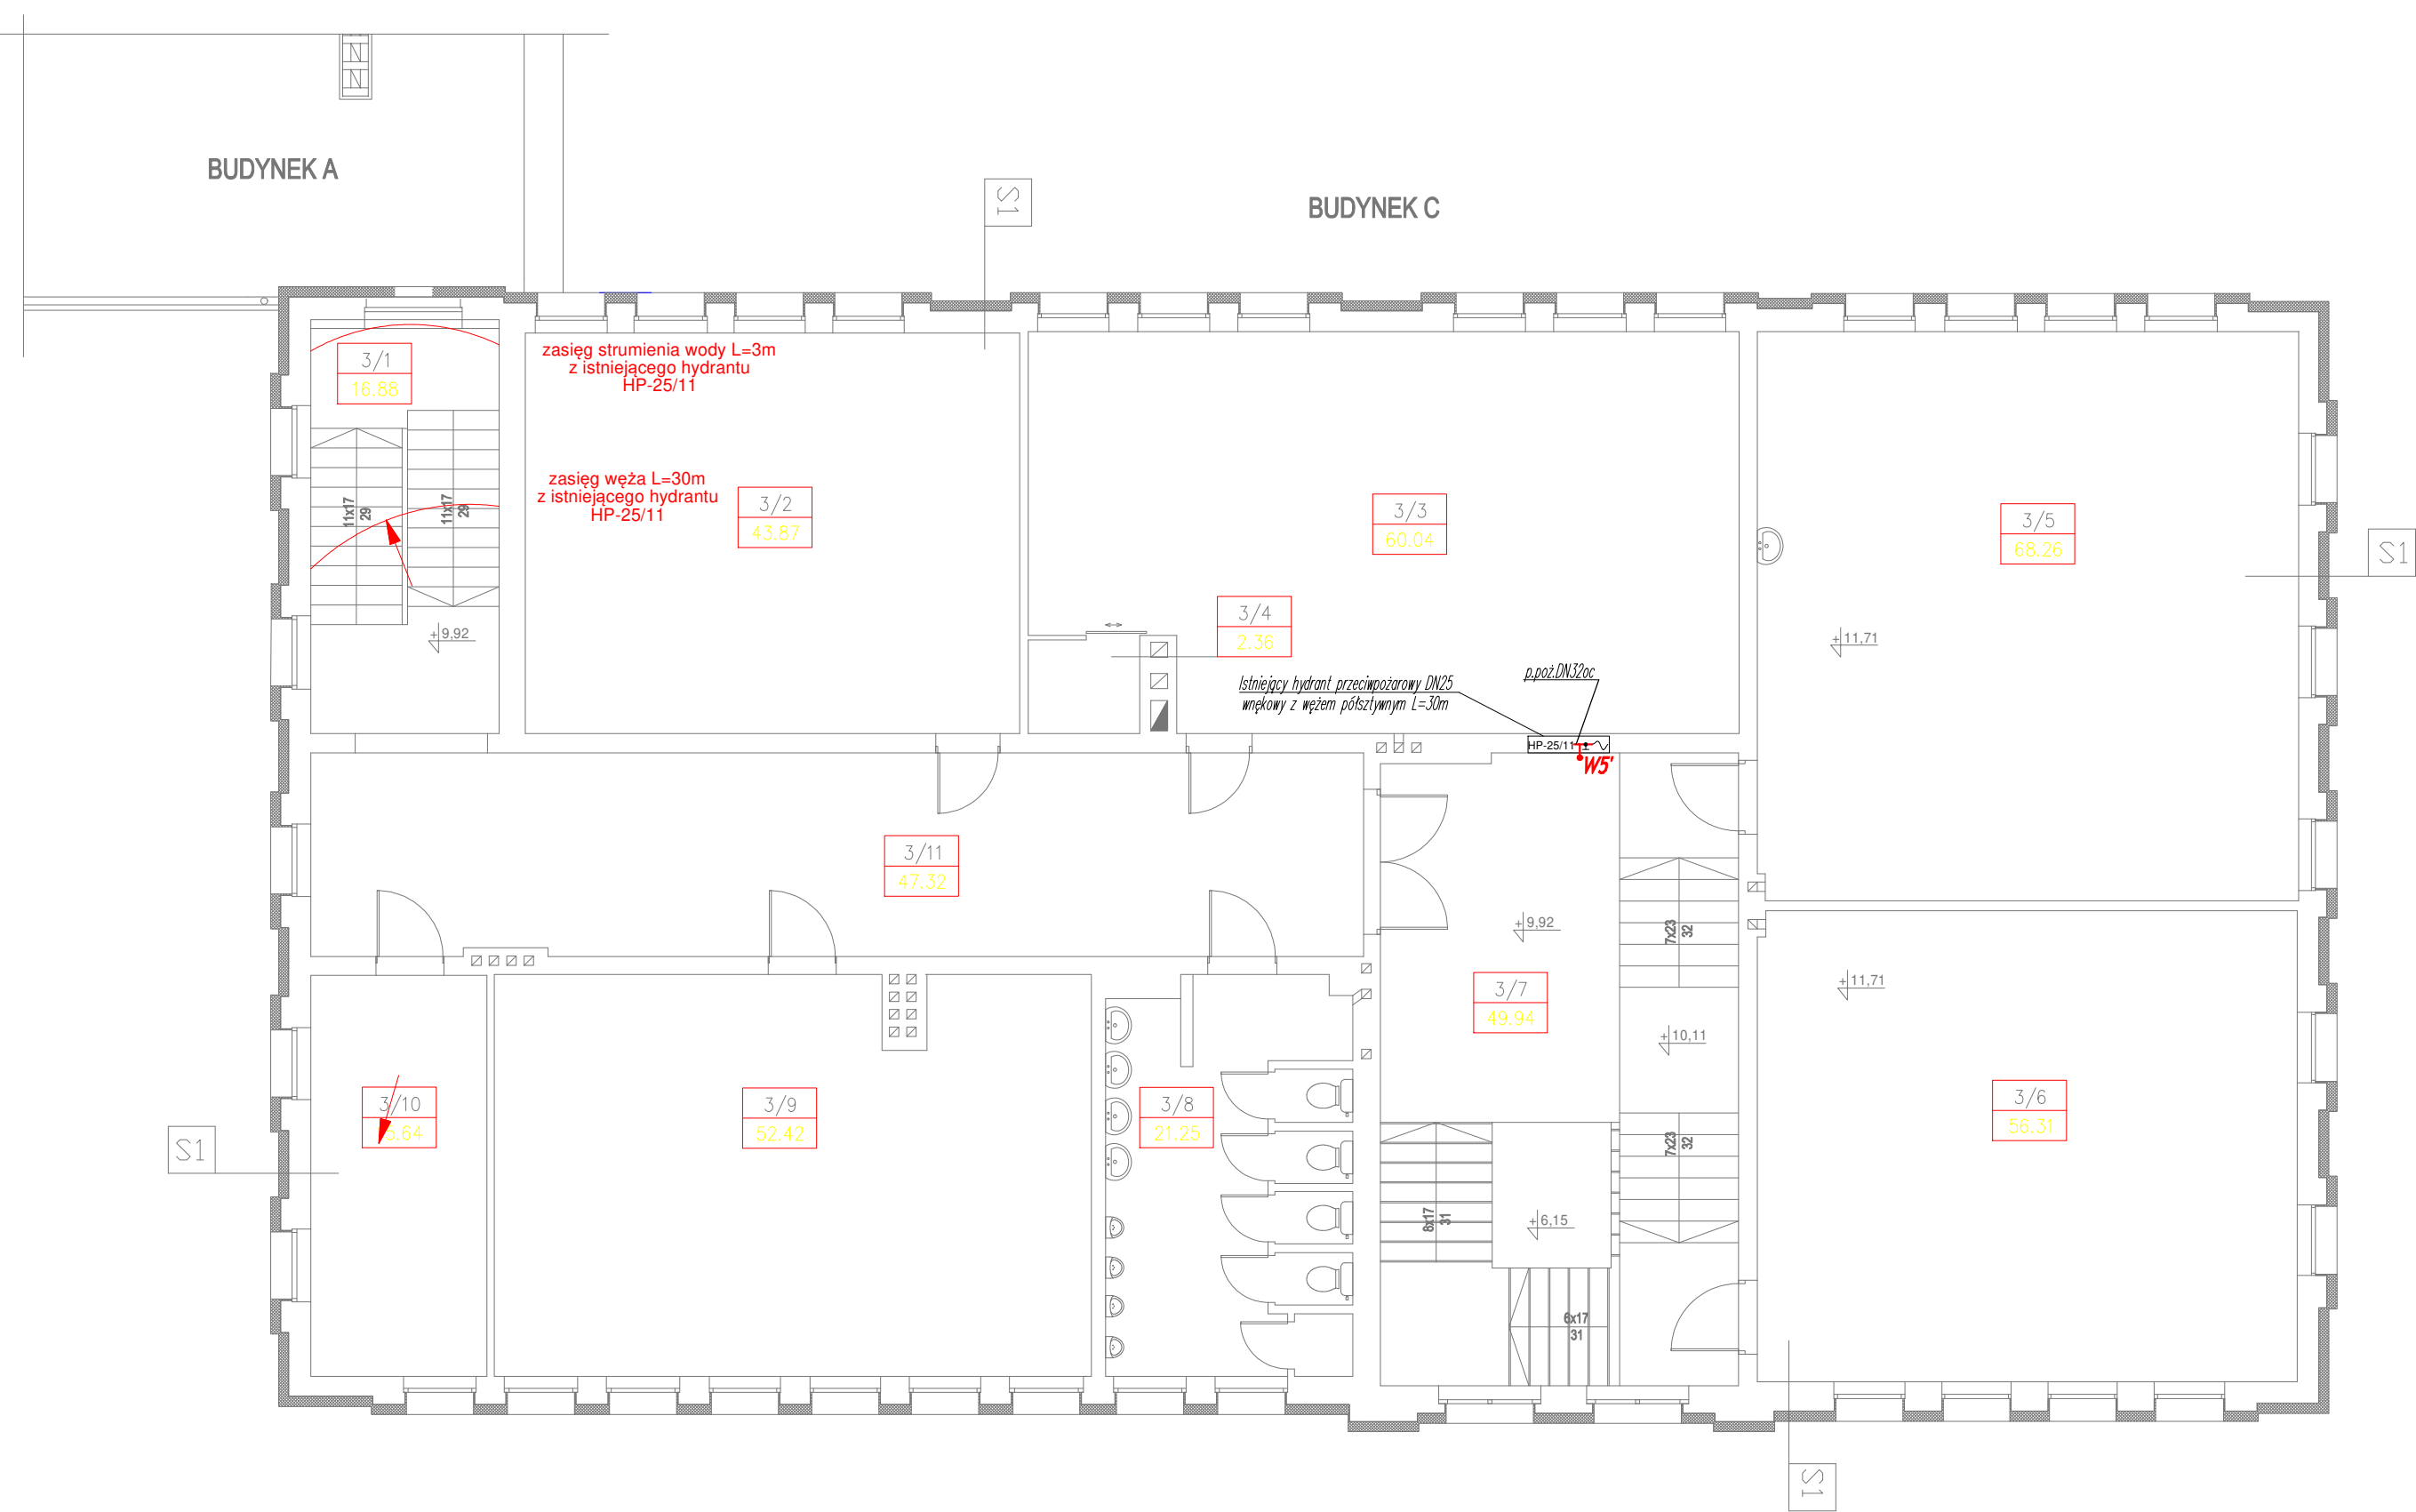 BUDYNEK A
S1
BUDYNEK C
3/1
16.88
zasięg strumienia wody L=3m
z istniejącego hydrantu
HP-25/11
zasięg węża L=30m
z istniejącego hydrantu
HP-25/11
3/2
43.87
3/3
60.04
3/5
68.26
S1
11x17
29
11x17
29
+9,92
3/4
2.36
+11,71
Istniejący hydrant przeciwpożarowy DN25
wnękowy z wężem półsztywnym L=30m
p.poż.DN32oc
HP-25/11
W5'
3/11
47.32
+9,92
7x23
32
3/7
49.94
+11,71
+10,11
3/10
.64
3/9
52.42
3/8
21.25
3/6
56.31
7x23
32
S1
8x17
31
+6,15
6x17
31
S1